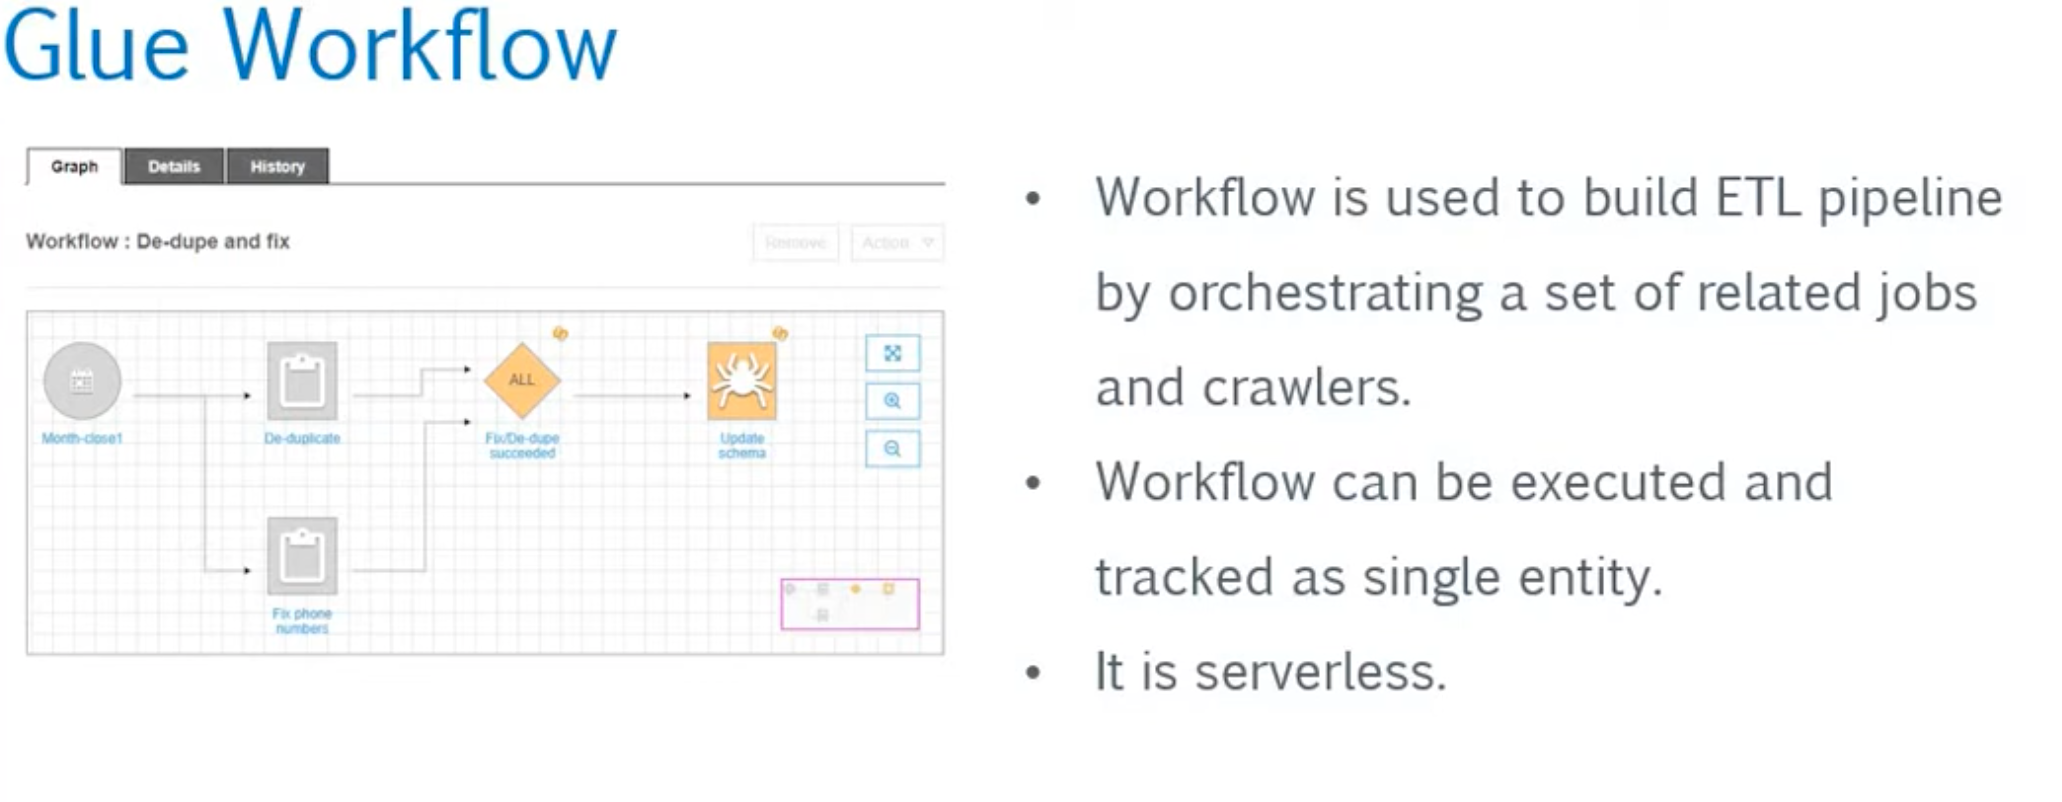 Glue Workflow
Graph
Details
History
Workflow : De-dupe and fix
Remove
Action
Month-close1
De-duplicate
ALL
Fix/De-dupe
succeeded
Update
schema
Fix phone
numbers
• Workflow is used to build ETL pipeline
by orchestrating a set of related jobs
and crawlers.
• Workflow can be executed and
tracked as single entity.
• It is serverless.